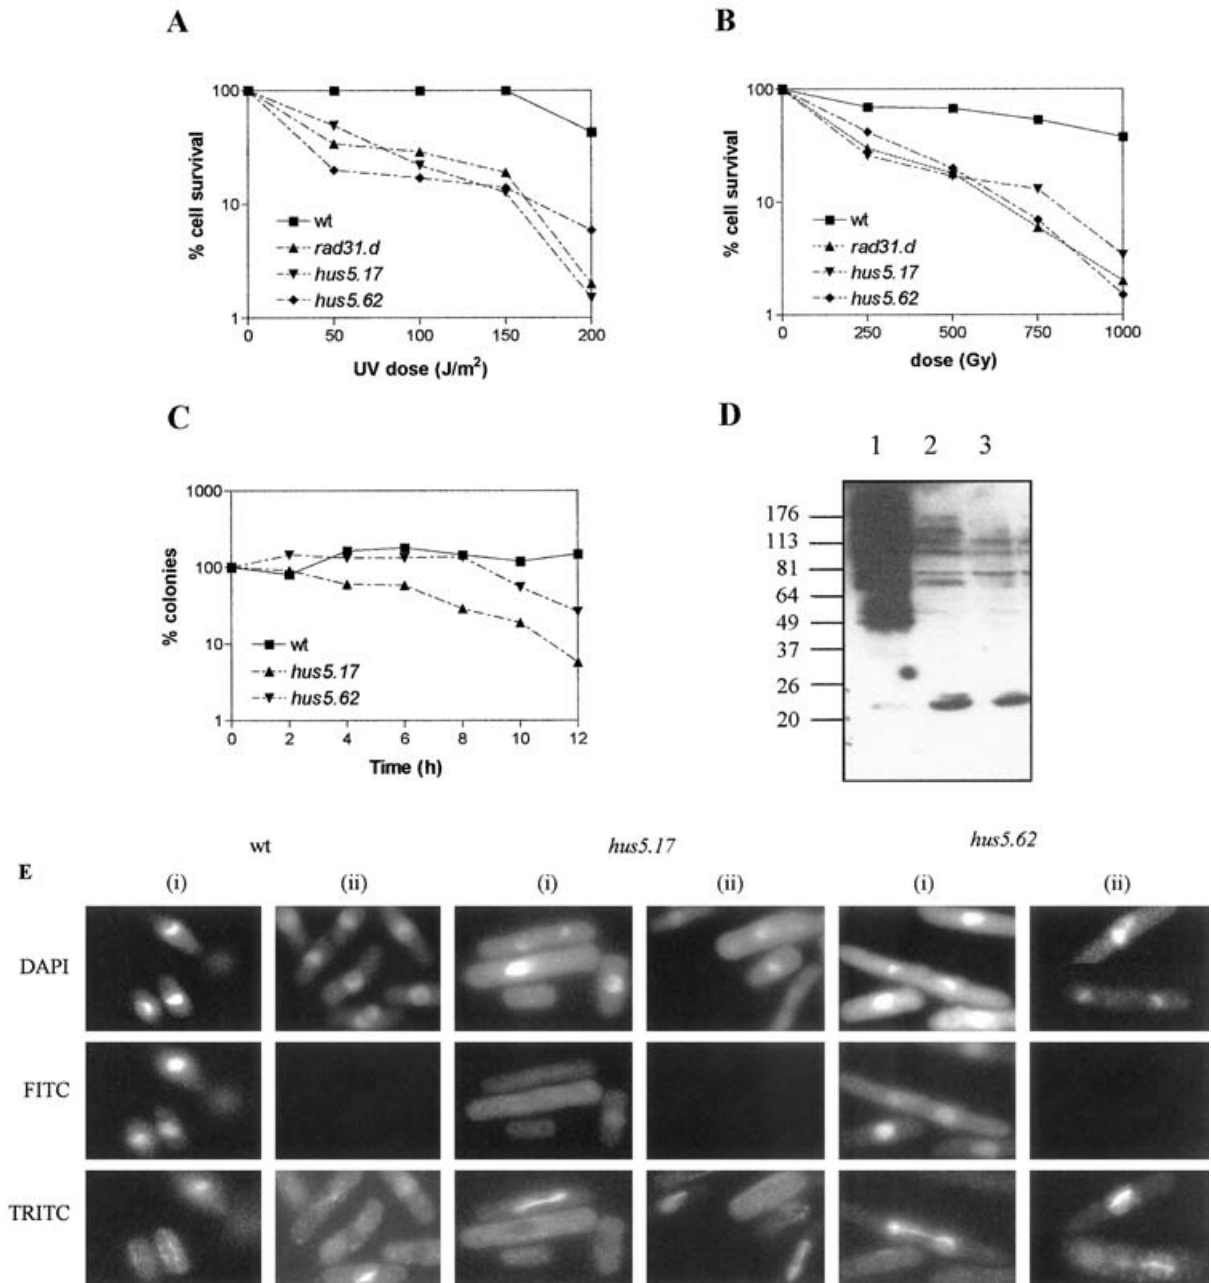 A
% cell survival
100
10
1
wt
rad31.d
hus5.17
hus5.62
0 50 100 150 200
UV dose (J/m²)
B
% cell survival
100
10
1
wt
rad31.d
hus5.17
hus5.62
0 250 500 750 1000
dose (Gy)
C
% colonies
1000
100
10
1
wt
hus5.17
hus5.62
0 2 4 6 8 10 12
Time (h)
D
1 2 3
176
113
81
64
49
37
26
20
E
wt hus5.17 hus5.62
(i) (ii) (i) (ii) (i) (ii)
DAPI
FITC
TRITC